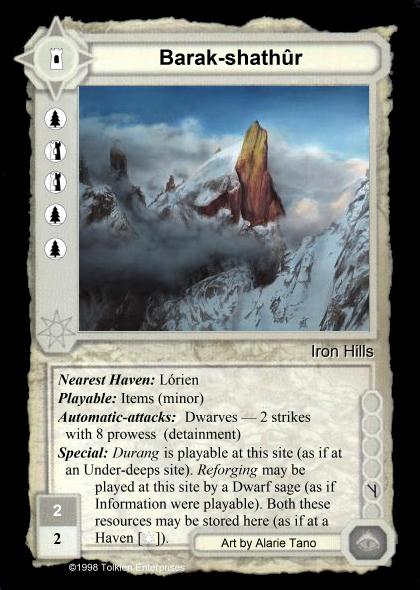 Barak-shathûr
Iron Hills
Nearest Haven: Lórien
Playable: Items (minor)
Automatic-attacks: Dwarves — 2 strikes
with 8 prowess (detainment)
Special: Durang is playable at this site (as if at
an Under-deeps site). Reforging may be
played at this site by a Dwarf sage (as if
Information were playable). Both these
resources may be stored here (as if at a
Haven [ ]).
2
2
Art by Alarie Tano
©1998 Tolkien Enterprises